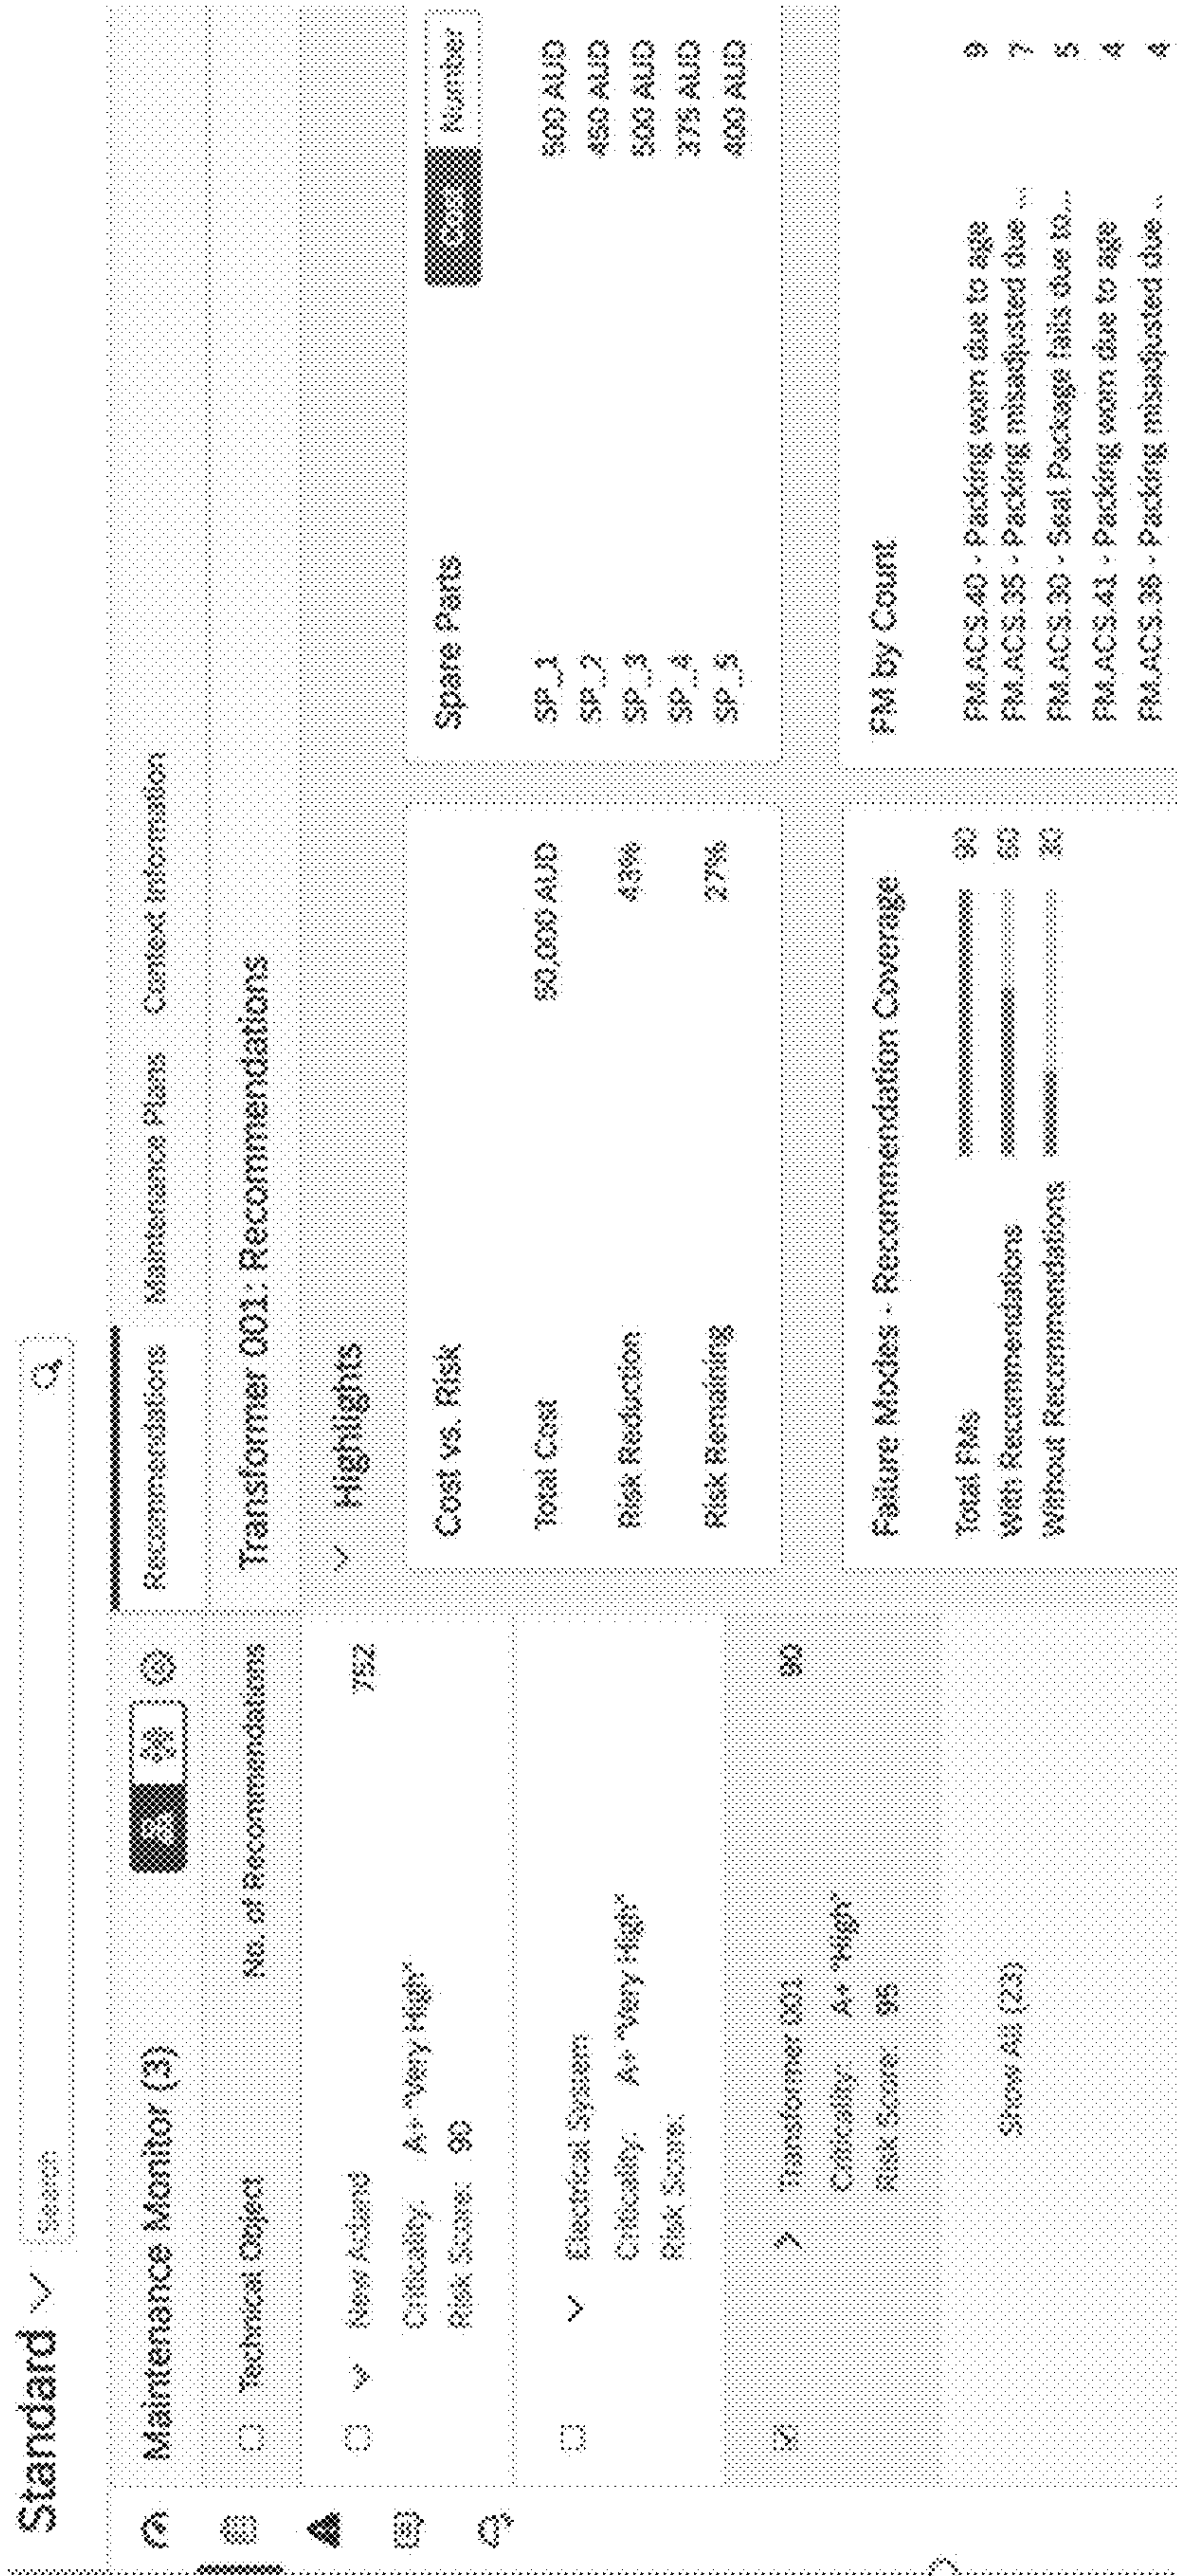 Standard
Search
Maintenance Monitor (3)
Recommendations
Maintenance Plans
Context Information
Technical Object
No. of Recommendations
Transformer 001: Recommendations
New Adland
752
Criticality: A+ "Very High"
Risk Score: 90
Electrical System
Criticality: A+ "Very High"
Risk Score:
Transformer 001
90
Criticality: A+ "High"
Risk Score: 95
Show All (23)
Highlights
Cost vs. Risk
Total Cost 50,000 AUD
Risk Reduction 43%
Risk Remaining 27%
Spare Parts
Cost
Number
SP_1 500 AUD
SP_2 450 AUD
SP_3 500 AUD
SP_4 375 AUD
SP_5 400 AUD
Failure Modes - Recommendation Coverage
Total FMs 90
With Recommendations 60
Without Recommendations 30
FM by Count
FM.ACS.40 - Packing worn due to age 9
FM.ACS.35 - Packing misadjusted due ... 7
FM.ACS.30 - Seal Package fails due to... 5
FM.ACS.41 - Packing worn due to age 4
FM.ACS.36 - Packing misadjusted due ... 4